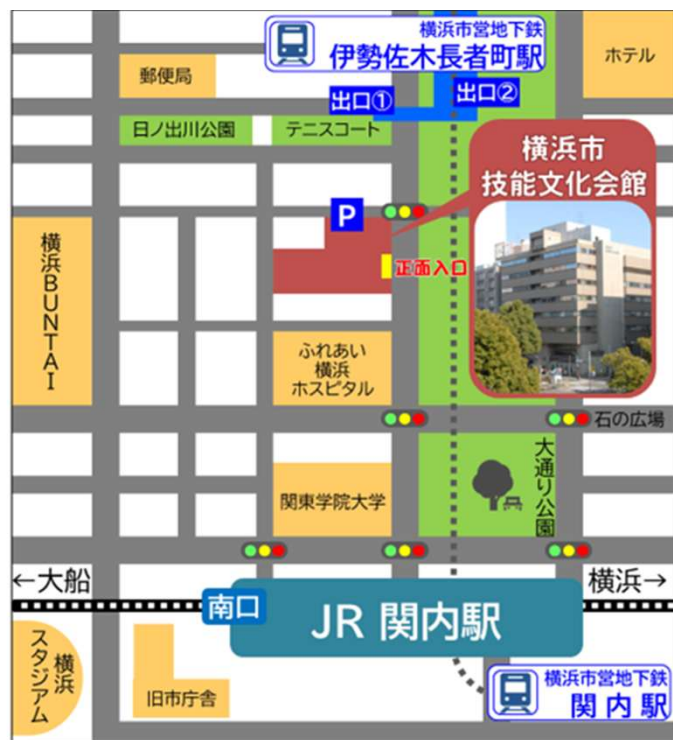 横浜市営地下鉄
伊勢佐木長者町駅
ホテル
郵便局
出口①
出口②
日ノ出川公園
テニスコート
横浜市
技能文化会館
P
正面入口
横浜BUNTAI
ふれあい
横浜
ホスピタル
石の広場
大通り公園
関東学院大学
←大船
横浜→
南口
JR 関内駅
横浜
スタジアム
旧市庁舎
横浜市営地下鉄
関内駅